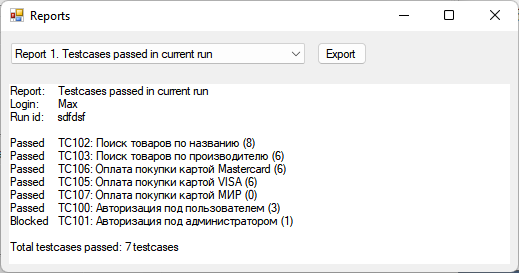 Reports
Report 1. Testcases passed in current run
Export
Report: Testcases passed in current run
Login: Max
Run id: sdfdsf
Passed TC102: Поиск товаров по названию (8)
Passed TC103: Поиск товаров по производителю (6)
Passed TC106: Оплата покупки картой Mastercard (6)
Passed TC105: Оплата покупки картой VISA (6)
Passed TC107: Оплата покупки картой МИР (0)
Passed TC100: Авторизация под пользователем (3)
Blocked TC101: Авторизация под администратором (1)
Total testcases passed: 7 testcases